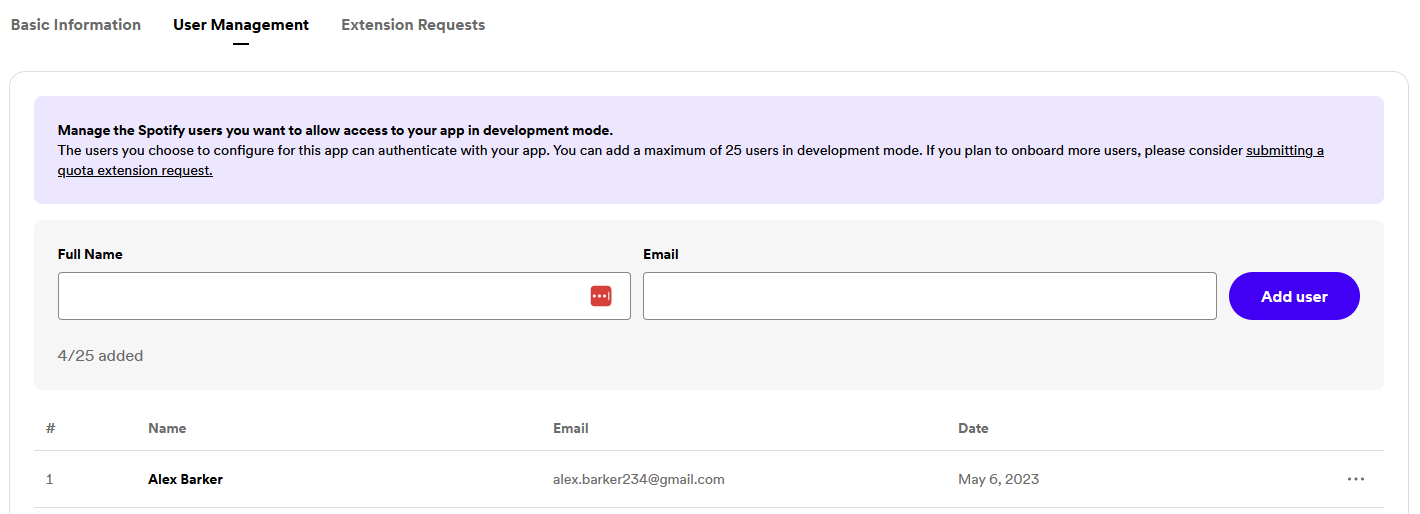 Basic Information User Management Extension Requests
Manage the Spotify users you want to allow access to your app in development mode.
The users you choose to configure for this app can authenticate with your app. You can add a maximum of 25 users in development mode. If you plan to onboard more users, please consider submitting a
quota extension request.
Full Name Email
Add user
4/25 added
# Name Email Date
1 Alex Barker alex.barker234@gmail.com May 6, 2023